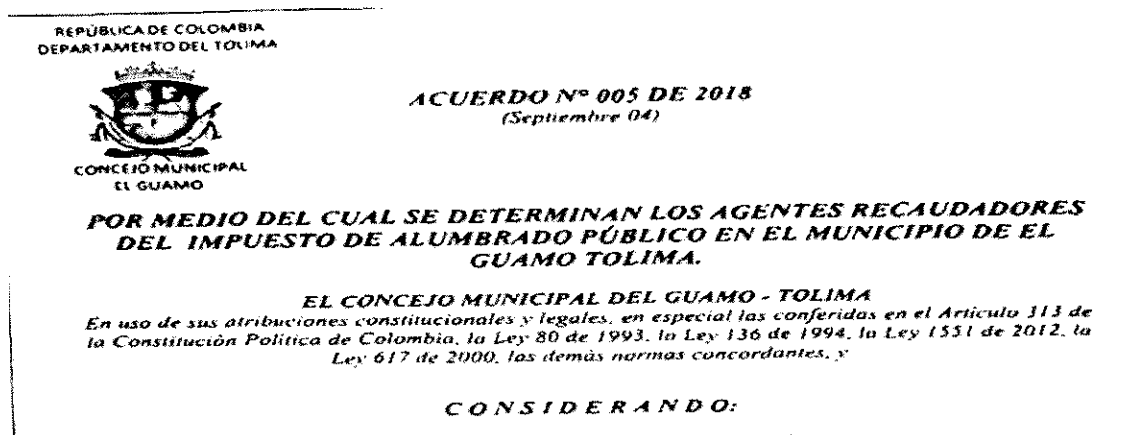 REPÚBLICA DE COLOMBIA
DEPARTAMENTO DEL TOLIMA
CONCEJO MUNICIPAL
EL GUAMO
ACUERDO Nº 005 DE 2018
(Septiembre 04)
POR MEDIO DEL CUAL SE DETERMINAN LOS AGENTES RECAUDADORES
DEL IMPUESTO DE ALUMBRADO PÚBLICO EN EL MUNICIPIO DE EL
GUAMO TOLIMA.
EL CONCEJO MUNICIPAL DEL GUAMO - TOLIMA
En uso de sus atribuciones constitucionales y legales, en especial las conferidas en el Artículo 313 de
la Constitución Política de Colombia, la Ley 80 de 1993, la Ley 136 de 1994, la Ley 1551 de 2012, la
Ley 617 de 2000, las demás normas concordantes, y
CONSIDERANDO: